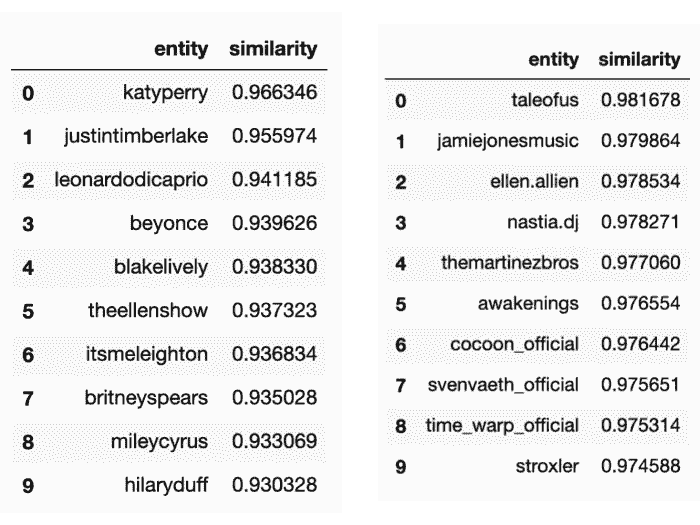 entity similarity
0 katyperry 0.966346
1 justintimberlake 0.955974
2 leonardodicaprio 0.941185
3 beyonce 0.939626
4 blakelively 0.938330
5 theellenshow 0.937323
6 itsmeleighton 0.936834
7 britneyspears 0.935028
8 mileycyrus 0.933069
9 hilaryduff 0.930328
entity similarity
0 taleofus 0.981678
1 jamiejonesmusic 0.979864
2 ellen.allien 0.978534
3 nastia.dj 0.978271
4 themartinezbros 0.977060
5 awakenings 0.976554
6 cocoon_official 0.976442
7 svenvaeth_official 0.975651
8 time_warp_official 0.975314
9 stroxler 0.974588